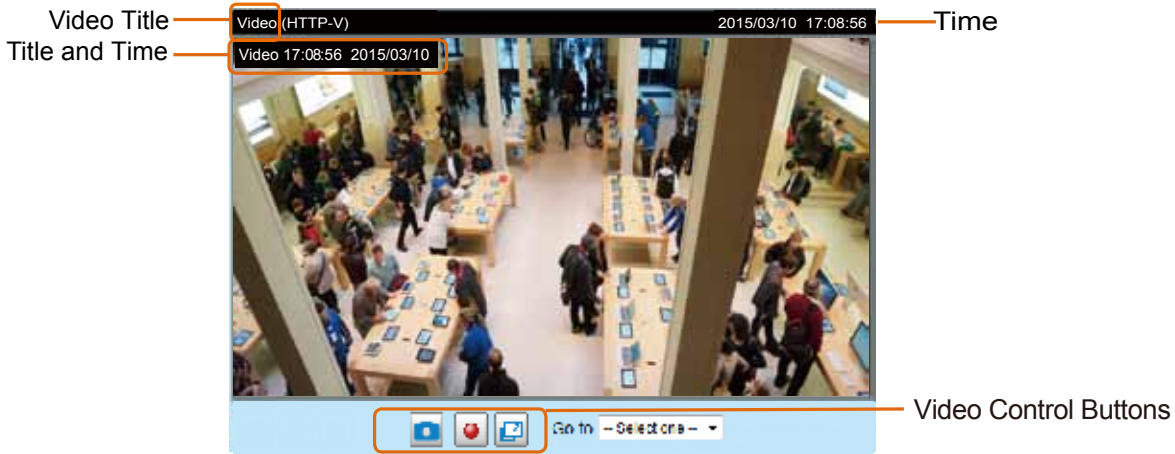 Video Title
Video (HTTP-V)
2015/03/10 17:08:56
Time
Title and Time
Video 17:08:56 2015/03/10
Go to
-- Select one --
Video Control Buttons